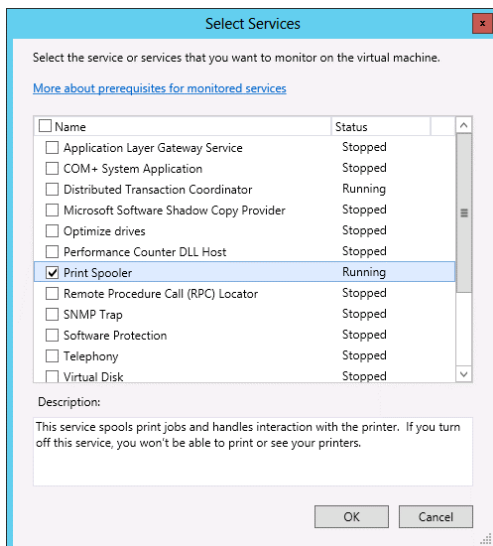 Select Services
x
Select the service or services that you want to monitor on the virtual machine.
More about prerequisites for monitored services
Name Status
Application Layer Gateway Service Stopped
COM+ System Application Stopped
Distributed Transaction Coordinator Running
Microsoft Software Shadow Copy Provider Stopped
Optimize drives Stopped
Performance Counter DLL Host Stopped
Print Spooler Running
Remote Procedure Call (RPC) Locator Stopped
SNMP Trap Stopped
Software Protection Stopped
Telephony Stopped
Virtual Disk Stopped
Description:
This service spools print jobs and handles interaction with the printer. If you turn
off this service, you won't be able to print or see your printers.
OK Cancel